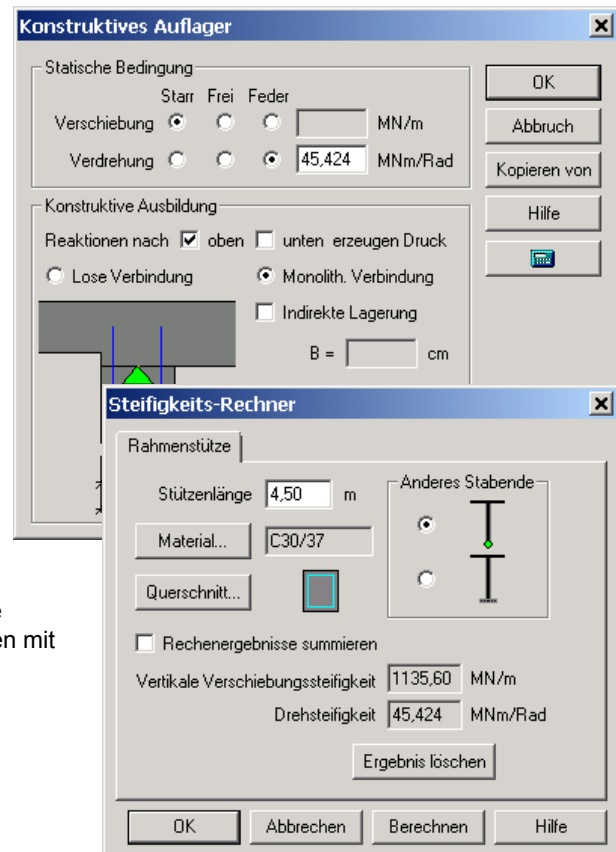 Konstruktives Auflager
Statische Bedingung
Starr Frei Feder
Verschiebung MN/m
Verdrehung 45,424 MNm/Rad
OK
Abbruch
Kopieren von
Hilfe
Konstruktive Ausbildung
Reaktionen nach oben unten erzeugen Druck
Lose Verbindung Monolith. Verbindung
Indirekte Lagerung
B = cm
en mit
Steifigkeits-Rechner
Rahmenstütze
Stützenlänge 4,50 m
Material... C30/37
Querschnitt...
Anderes Stabende
Rechenergebnisse summieren
Vertikale Verschiebungssteifigkeit 1135,60 MN/m
Drehsteifigkeit 45,424 MNm/Rad
Ergebnis löschen
OK Abbrechen Berechnen Hilfe